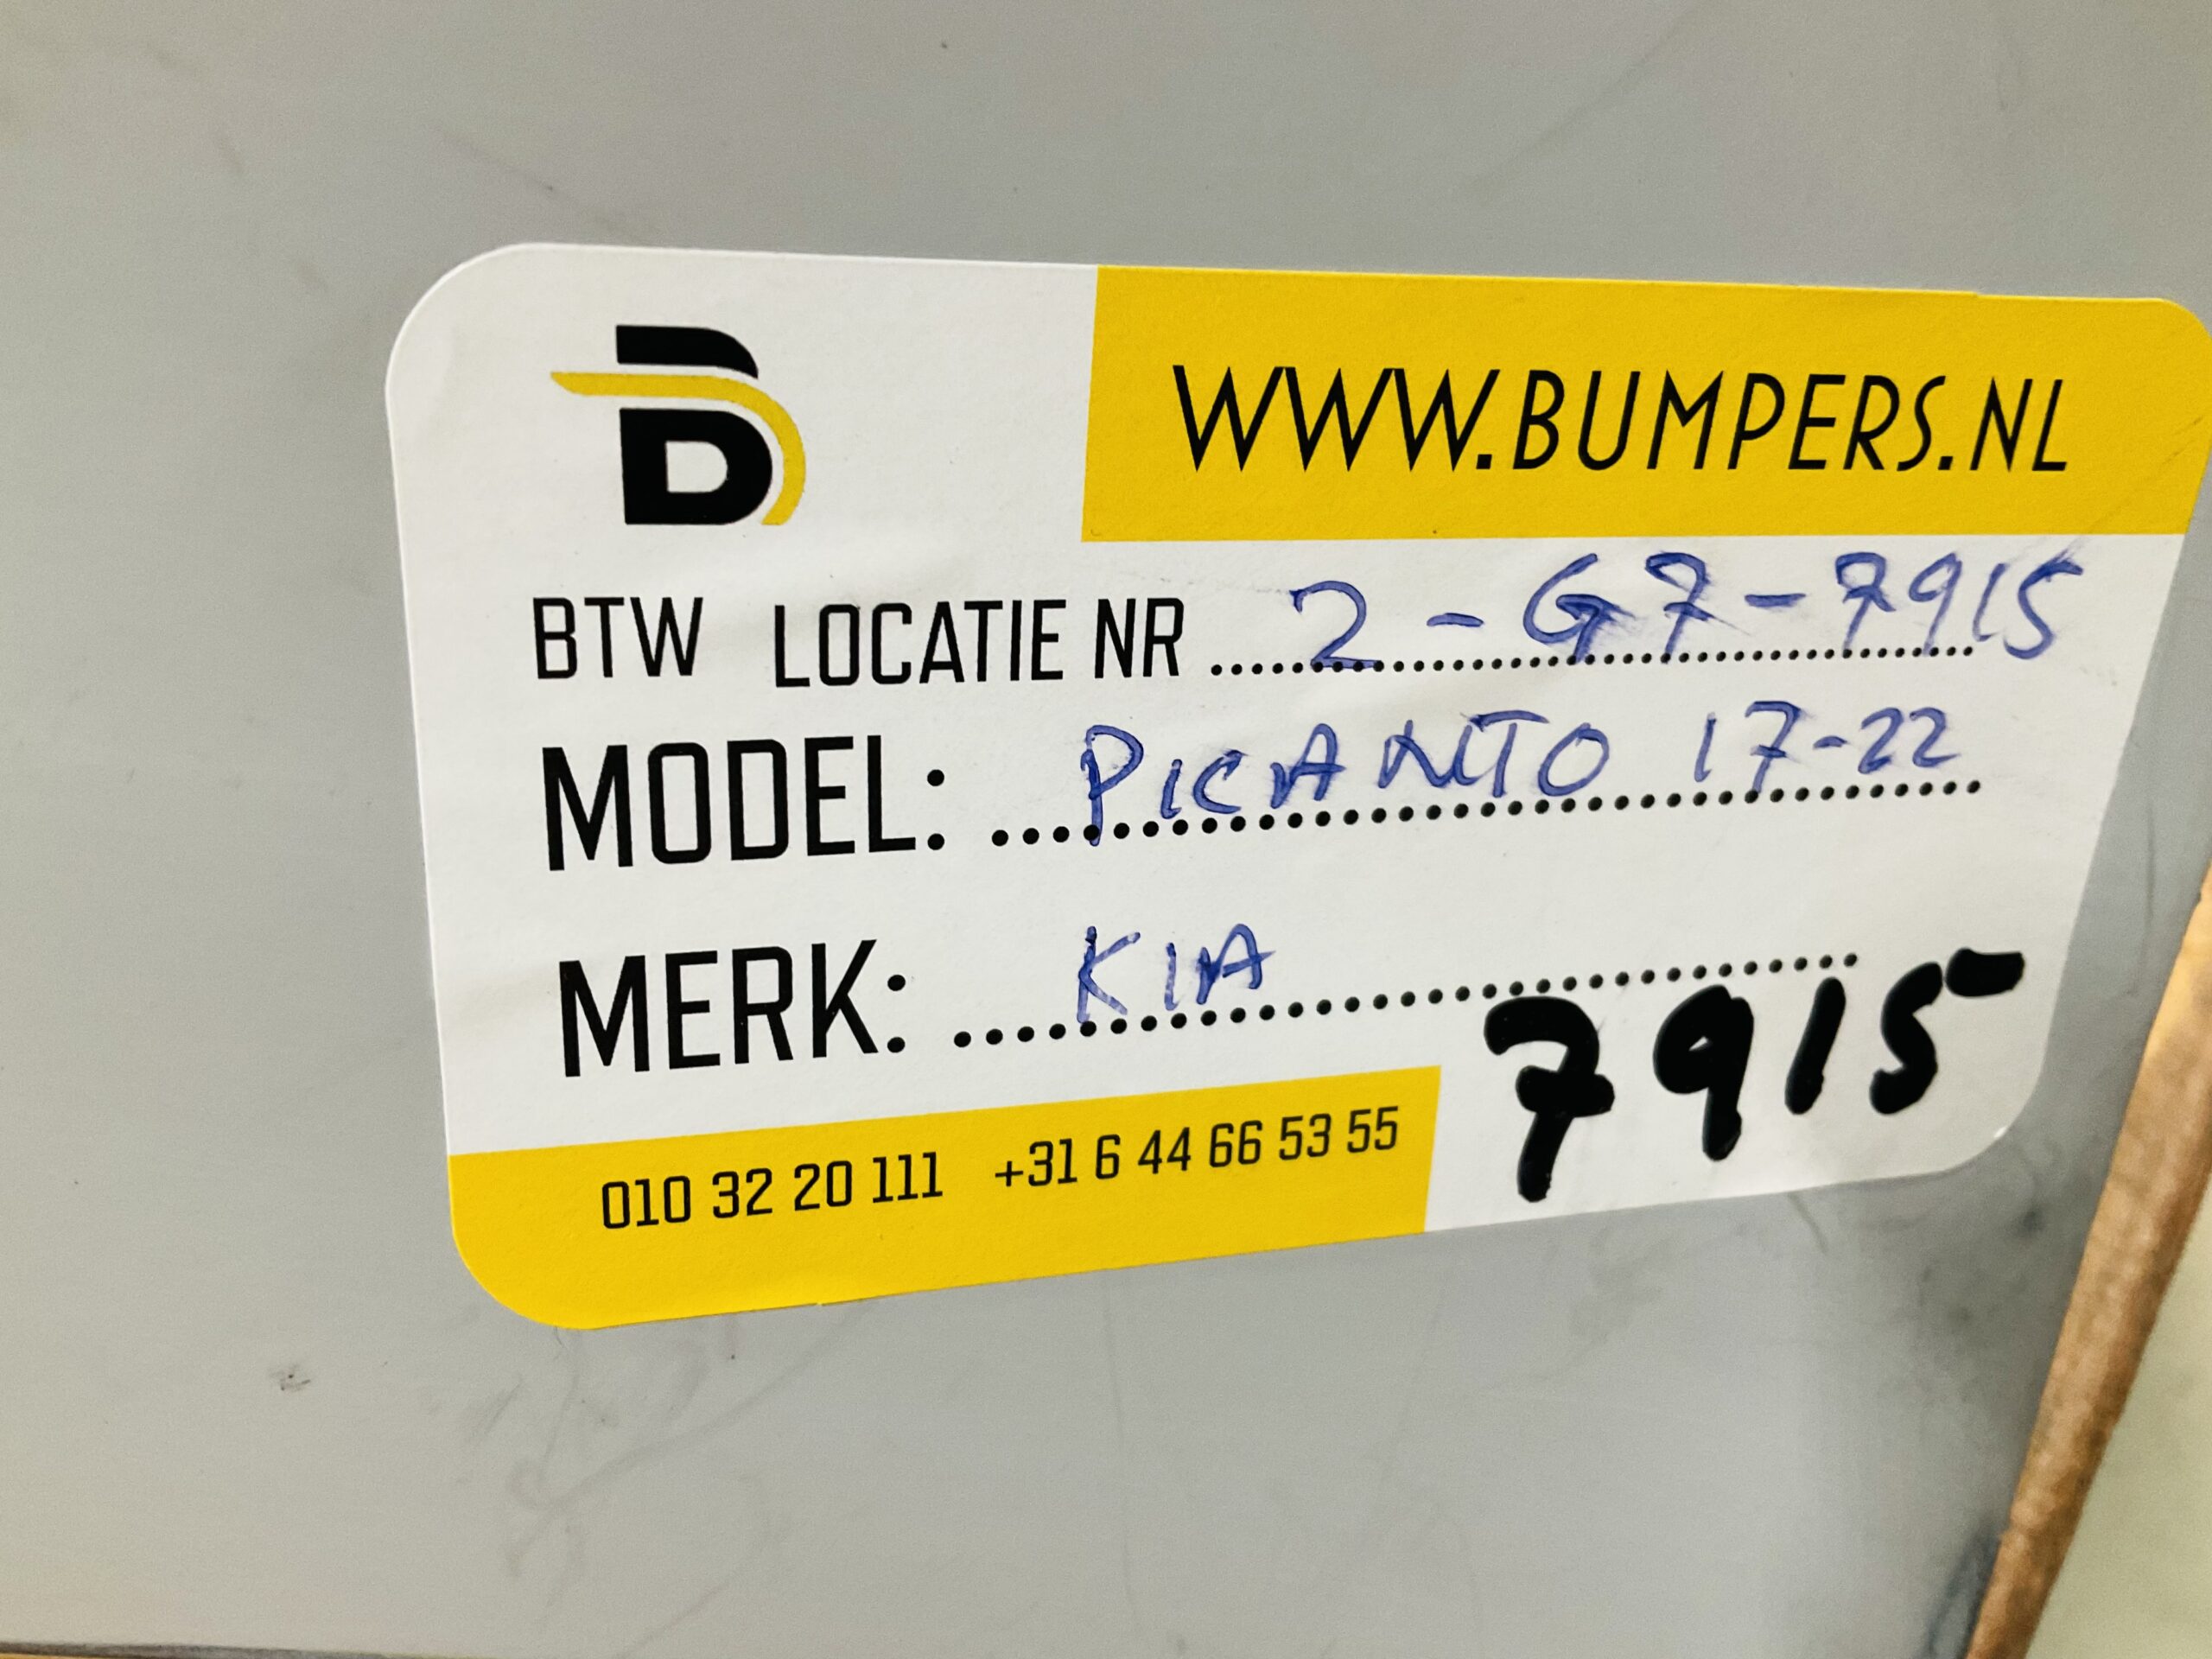 B
WWW.BUMPERS.NL
BTW LOCATIE NR 2-G7-7915
MODEL: PICANTO 17-22
MERK: KIA
7915
010 32 20 111 +31 6 44 66 53 55